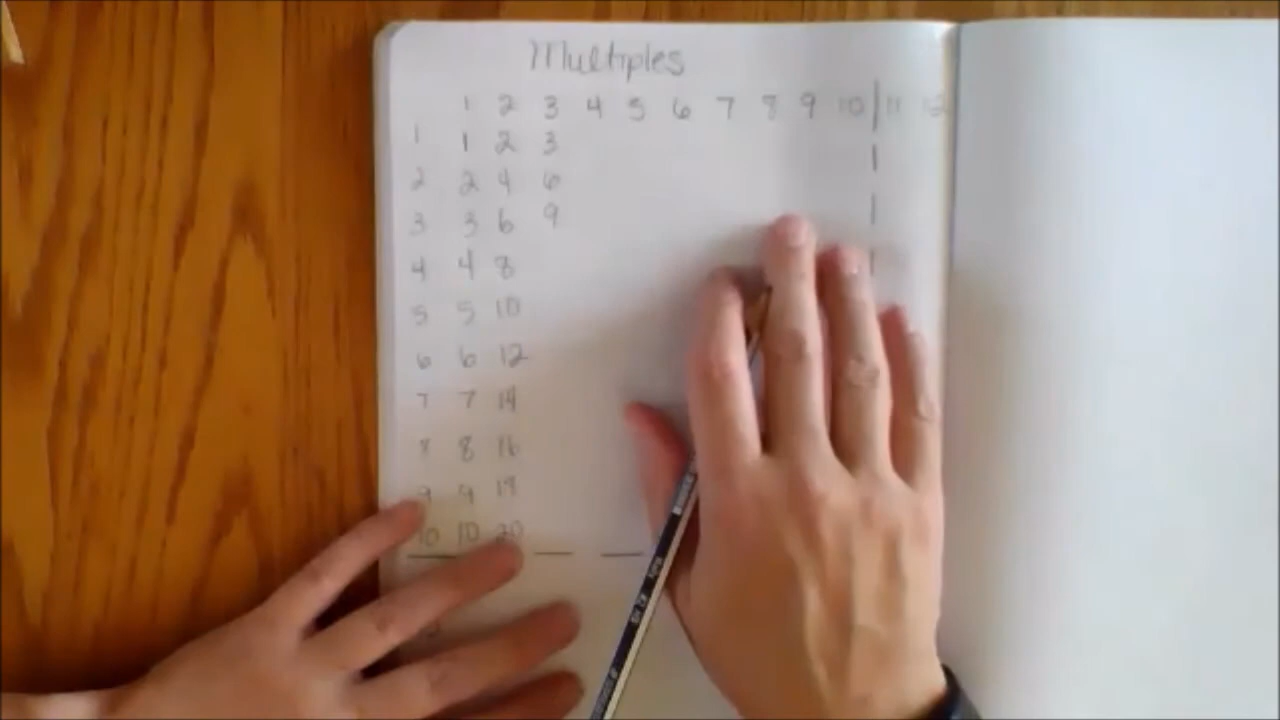 Multiples
1 2 3 4 5 6 7 8 9 10 11 12
1 1 2 3
2 2 4 6
3 3 6 9
4 4 8
5 5 10
6 6 12
7 7 14
8 8 16
9 9 18
10 10 20